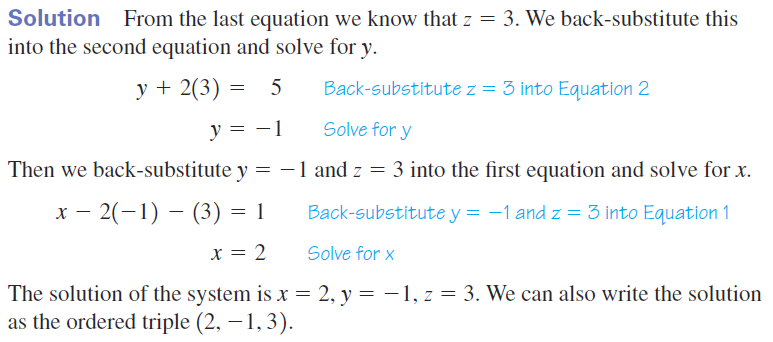 Solution From the last equation we know that z = 3. We back-substitute this
into the second equation and solve for y.
y + 2(3) = 5 Back-substitute z = 3 into Equation 2
y = −1 Solve for y
Then we back-substitute y = −1 and z = 3 into the first equation and solve for x.
x − 2(−1) − (3) = 1 Back-substitute y = −1 and z = 3 into Equation 1
x = 2 Solve for x
The solution of the system is x = 2, y = −1, z = 3. We can also write the solution
as the ordered triple (2, −1, 3).